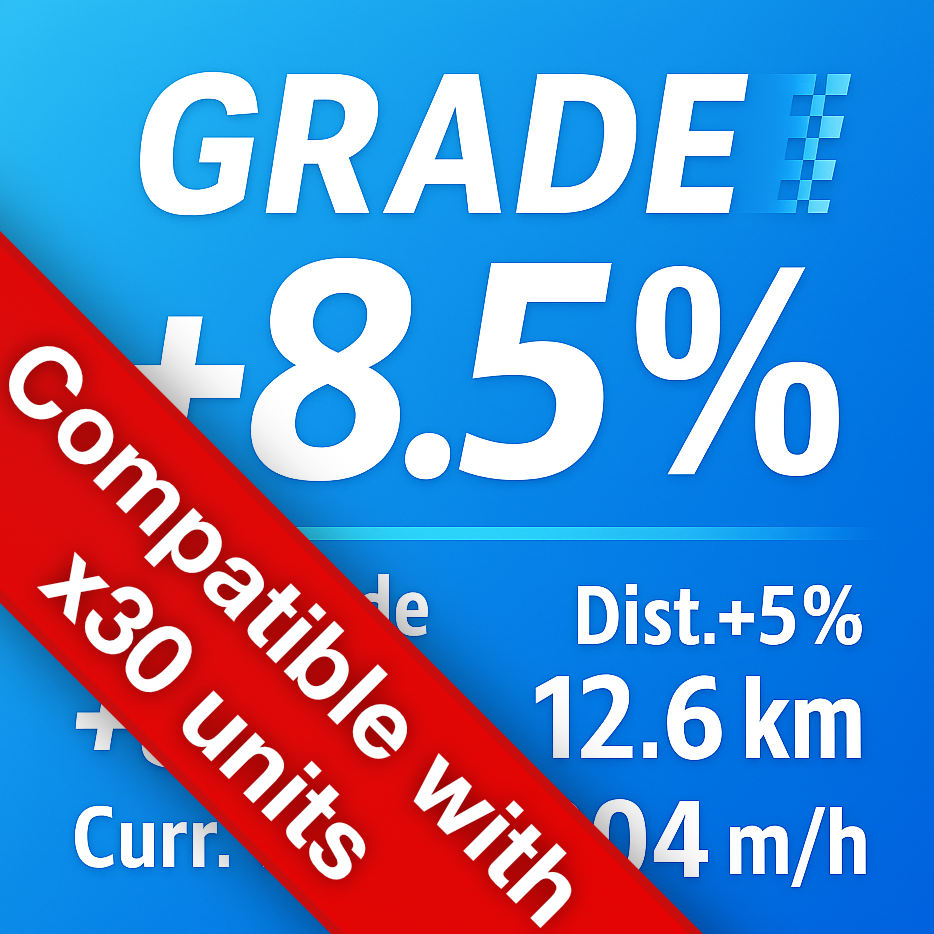 GRADE
+8.5%
Dist.+5%
12.6 km
Curr.
04 m/h
Compatible with
x30 units